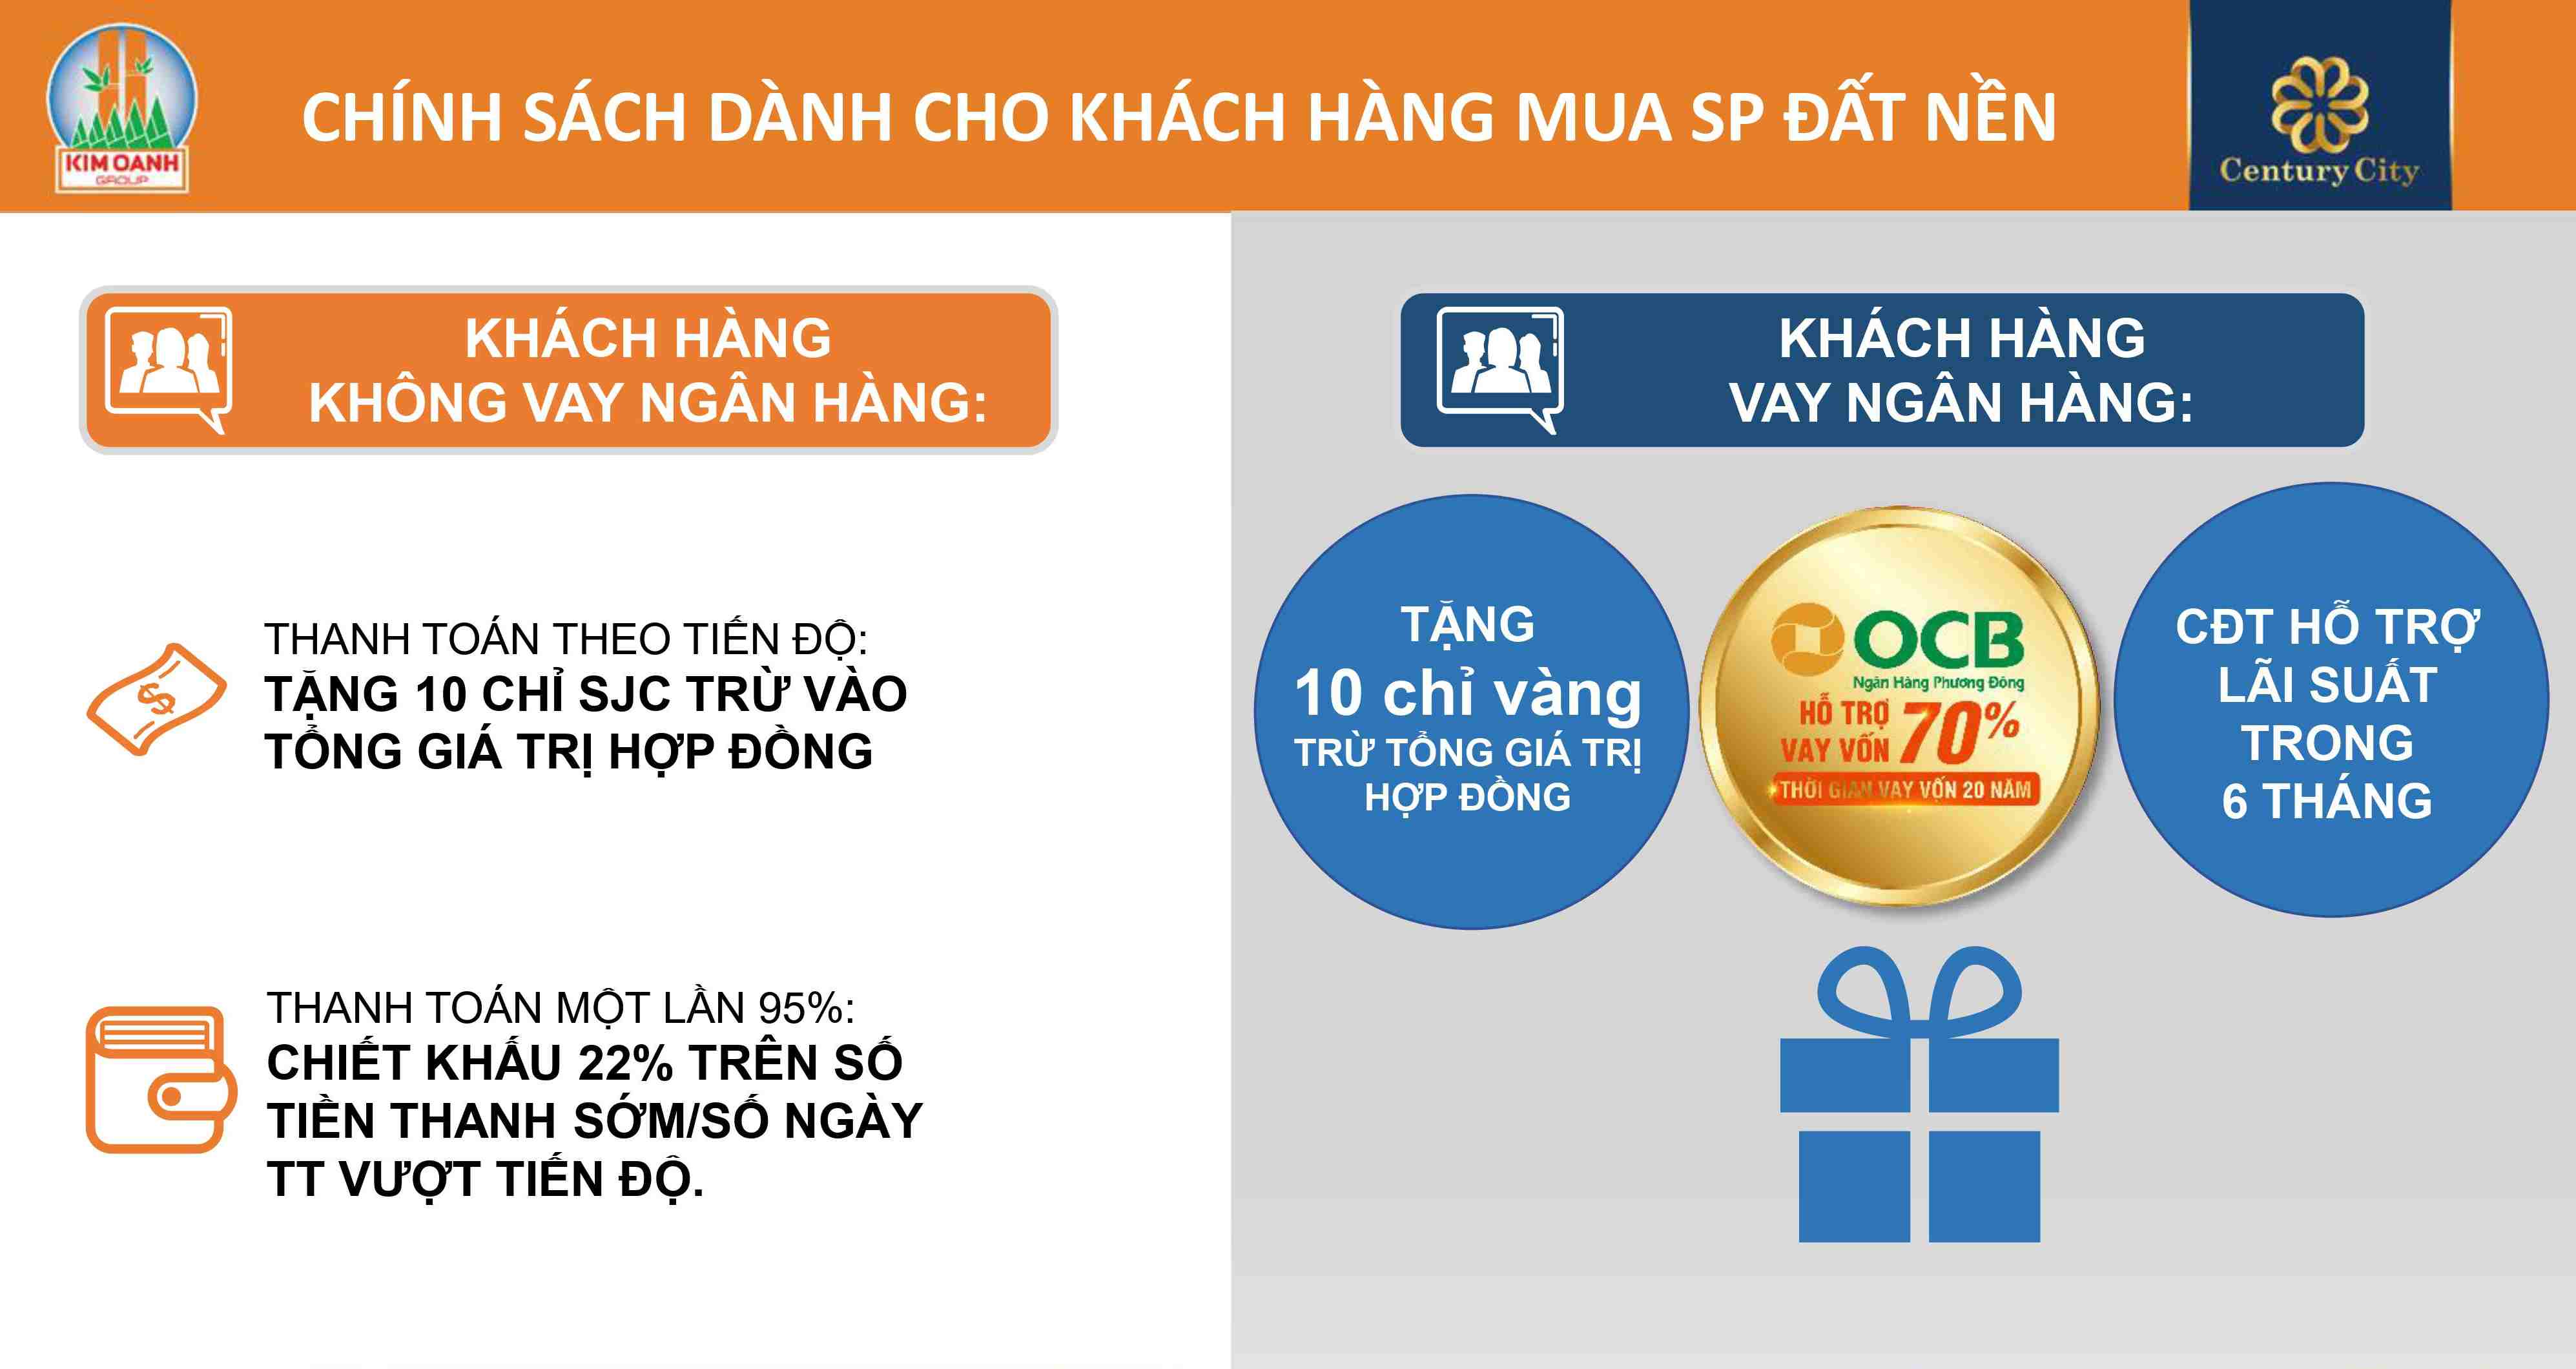 KIM OANH
GROUP
CHÍNH SÁCH DÀNH CHO KHÁCH HÀNG MUA SP ĐẤT NỀN
Century City
KHÁCH HÀNG
KHÔNG VAY NGÂN HÀNG:
THANH TOÁN THEO TIẾN ĐỘ:
TẶNG 10 CHỈ SJC TRỪ VÀO
TỔNG GIÁ TRỊ HỢP ĐỒNG
THANH TOÁN MỘT LẦN 95%:
CHIẾT KHẤU 22% TRÊN SỐ
TIỀN THANH SỚM/SỐ NGÀY
TT VƯỢT TIẾN ĐỘ.
KHÁCH HÀNG
VAY NGÂN HÀNG:
TẶNG
10 chỉ vàng
TRỪ TỔNG GIÁ TRỊ
HỢP ĐỒNG
OCB
Ngân Hàng Phương Đông
HỖ TRỢ
VAY VỐN 70%
THỜI GIAN VAY VỐN 20 NĂM
CĐT HỖ TRỢ
LÃI SUẤT
TRONG
6 THÁNG